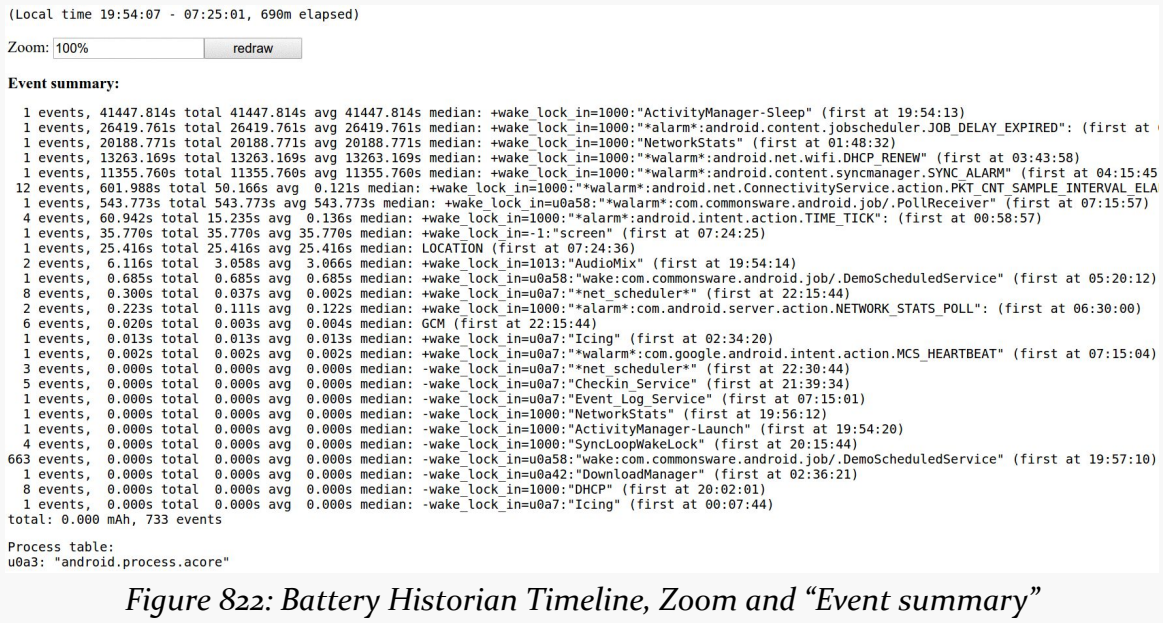 (Local time 19:54:07 - 07:25:01, 690m elapsed)
Zoom: 100% redraw
Event summary:
1 events, 41447.814s total 41447.814s avg 41447.814s median: +wake_lock_in=1000:"ActivityManager-Sleep" (first at 19:54:13)
1 events, 26419.761s total 26419.761s avg 26419.761s median: +wake_lock_in=1000:"*alarm*:android.content.jobscheduler.JOB_DELAY_EXPIRED": (first at
1 events, 20188.771s total 20188.771s avg 20188.771s median: +wake_lock_in=1000:"NetworkStats" (first at 01:48:32)
1 events, 13263.169s total 13263.169s avg 13263.169s median: +wake_lock_in=1000:"*walarm*:android.net.wifi.DHCP_RENEW" (first at 03:43:58)
1 events, 11355.760s total 11355.760s avg 11355.760s median: +wake_lock_in=1000:"*walarm*:android.content.syncmanager.SYNC_ALARM" (first at 04:15:45
12 events, 601.988s total 50.166s avg 0.121s median: +wake_lock_in=1000:"*walarm*:android.net.ConnectivityService.action.PKT_CNT_SAMPLE_INTERVAL_ELA
1 events, 543.773s total 543.773s avg 543.773s median: +wake_lock_in=u0a58:"*walarm*:com.commonsware.android.job/.PollReceiver" (first at 07:15:57)
4 events, 60.942s total 15.235s avg 0.136s median: +wake_lock_in=1000:"*alarm*:android.intent.action.TIME_TICK": (first at 00:58:57)
1 events, 35.770s total 35.770s avg 35.770s median: +wake_lock_in=-1:"screen" (first at 07:24:25)
1 events, 25.416s total 25.416s avg 25.416s median: LOCATION (first at 07:24:36)
2 events, 6.116s total 3.058s avg 3.066s median: +wake_lock_in=1013:"AudioMix" (first at 19:54:14)
1 events, 0.685s total 0.685s avg 0.685s median: +wake_lock_in=u0a58:"wake:com.commonsware.android.job/.DemoScheduledService" (first at 05:20:12)
8 events, 0.300s total 0.037s avg 0.002s median: +wake_lock_in=u0a7:"*net_scheduler*" (first at 22:15:44)
2 events, 0.223s total 0.111s avg 0.122s median: +wake_lock_in=1000:"*alarm*:com.android.server.action.NETWORK_STATS_POLL": (first at 06:30:00)
6 events, 0.020s total 0.003s avg 0.004s median: GCM (first at 22:15:44)
1 events, 0.013s total 0.013s avg 0.013s median: +wake_lock_in=u0a7:"Icing" (first at 02:34:20)
1 events, 0.002s total 0.002s avg 0.002s median: +wake_lock_in=u0a7:"*walarm*:com.google.android.intent.action.MCS_HEARTBEAT" (first at 07:15:04)
3 events, 0.000s total 0.000s avg 0.000s median: -wake_lock_in=u0a7:"*net_scheduler*" (first at 22:30:44)
5 events, 0.000s total 0.000s avg 0.000s median: -wake_lock_in=u0a7:"Checkin_Service" (first at 21:39:34)
1 events, 0.000s total 0.000s avg 0.000s median: -wake_lock_in=u0a7:"Event_Log_Service" (first at 07:15:01)
1 events, 0.000s total 0.000s avg 0.000s median: -wake_lock_in=1000:"NetworkStats" (first at 19:56:12)
1 events, 0.000s total 0.000s avg 0.000s median: -wake_lock_in=1000:"ActivityManager-Launch" (first at 19:54:20)
4 events, 0.000s total 0.000s avg 0.000s median: -wake_lock_in=1000:"SyncLoopWakeLock" (first at 20:15:44)
663 events, 0.000s total 0.000s avg 0.000s median: -wake_lock_in=u0a58:"wake:com.commonsware.android.job/.DemoScheduledService" (first at 19:57:10)
1 events, 0.000s total 0.000s avg 0.000s median: -wake_lock_in=u0a42:"DownloadManager" (first at 02:36:21)
8 events, 0.000s total 0.000s avg 0.000s median: -wake_lock_in=1000:"DHCP" (first at 20:02:01)
1 events, 0.000s total 0.000s avg 0.000s median: -wake_lock_in=u0a7:"Icing" (first at 00:07:44)
total: 0.000 mAh, 733 events
Process table:
u0a3: "android.process.acore"
Figure 822: Battery Historian Timeline, Zoom and “Event summary”